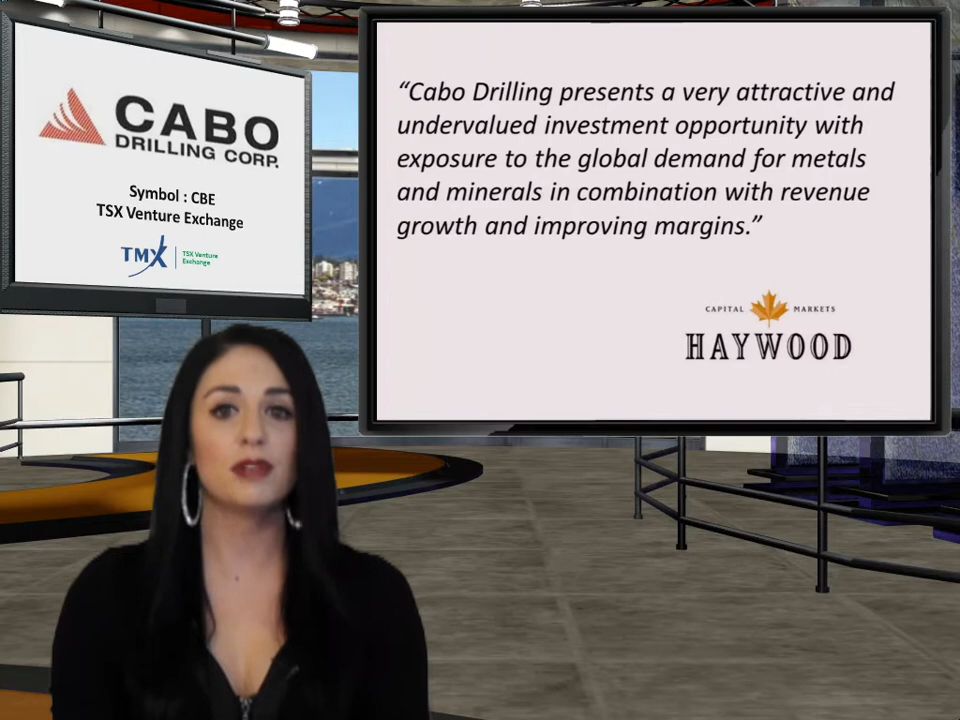 CABO
DRILLING CORP.
Symbol : CBE
TSX Venture Exchange
TMX
TSX Venture
Exchange
“Cabo Drilling presents a very attractive and
undervalued investment opportunity with
exposure to the global demand for metals
and minerals in combination with revenue
growth and improving margins.”
CAPITAL MARKETS
HAYWOOD